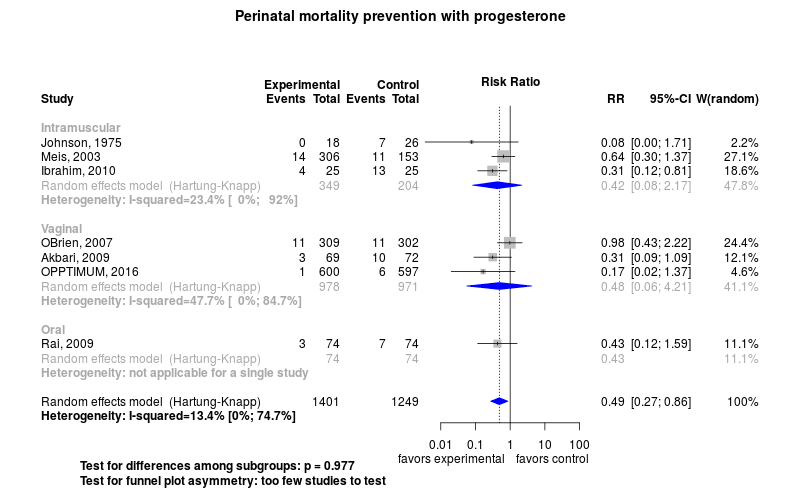 Perinatal mortality prevention with progesterone
Experimental Control Risk Ratio
Study Events Total Events Total RR 95%-CI W(random)
Intramuscular
Johnson, 1975 0 18 7 26 0.08 [0.00; 1.71] 2.2%
Meis, 2003 14 306 11 153 0.64 [0.30; 1.37] 27.1%
Ibrahim, 2010 4 25 13 25 0.31 [0.12; 0.81] 18.6%
Random effects model (Hartung-Knapp) 349 204 0.42 [0.08; 2.17] 47.8%
Heterogeneity: I-squared=23.4% [ 0%; 92%]
Vaginal
OBrien, 2007 11 309 11 302 0.98 [0.43; 2.22] 24.4%
Akbari, 2009 3 69 10 72 0.31 [0.09; 1.09] 12.1%
OPPTIMUM, 2016 1 600 6 597 0.17 [0.02; 1.37] 4.6%
Random effects model (Hartung-Knapp) 978 971 0.48 [0.06; 4.21] 41.1%
Heterogeneity: I-squared=47.7% [ 0%; 84.7%]
Oral
Rai, 2009 3 74 7 74 0.43 [0.12; 1.59] 11.1%
Random effects model (Hartung-Knapp) 74 74 0.43 11.1%
Heterogeneity: not applicable for a single study
Random effects model (Hartung-Knapp) 1401 1249 0.49 [0.27; 0.86] 100%
Heterogeneity: I-squared=13.4% [0%; 74.7%]
0.01 0.1 1 10 100
favors experimental favors control
Test for differences among subgroups: p = 0.977
Test for funnel plot asymmetry: too few studies to test